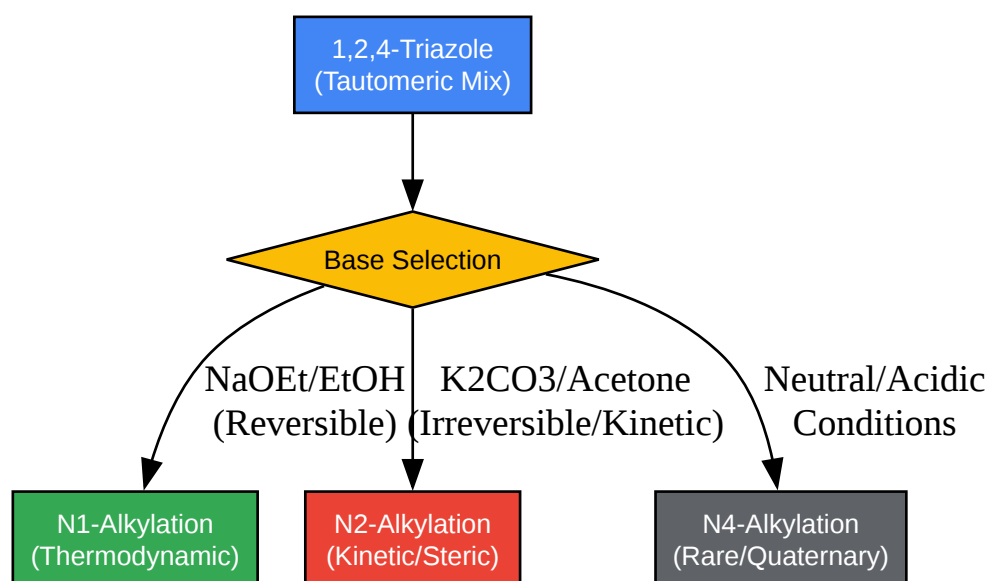 1,2,4-Triazole
(Tautomeric Mix)
Base Selection
NaOEt/EtOH
(Reversible)
K2CO3/Acetone
(Irreversible/Kinetic)
Neutral/Acidic
Conditions
N1-Alkylation
(Thermodynamic)
N2-Alkylation
(Kinetic/Steric)
N4-Alkylation
(Rare/Quaternary)